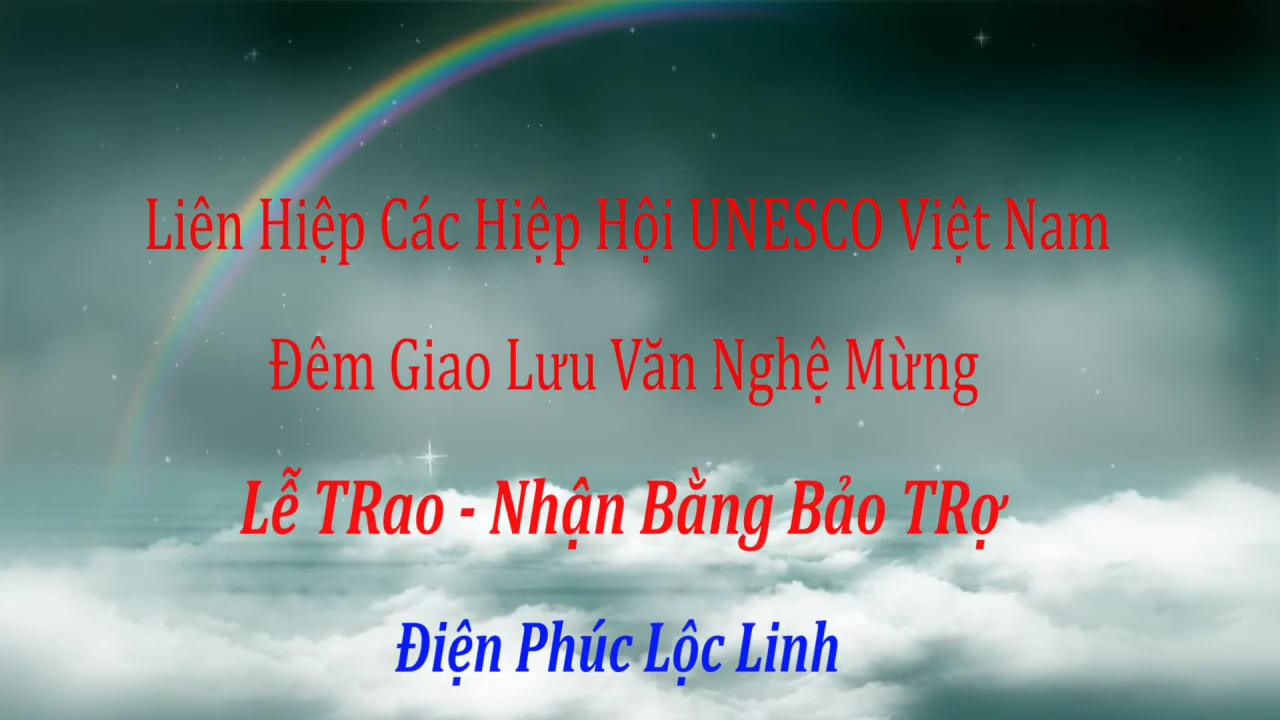 Liên Hiệp Các Hiệp Hội UNESCO Việt Nam
Đêm Giao Lưu Văn Nghệ Mừng
Lễ TRao - Nhận Bằng Bảo TRợ
Điện Phúc Lộc Linh